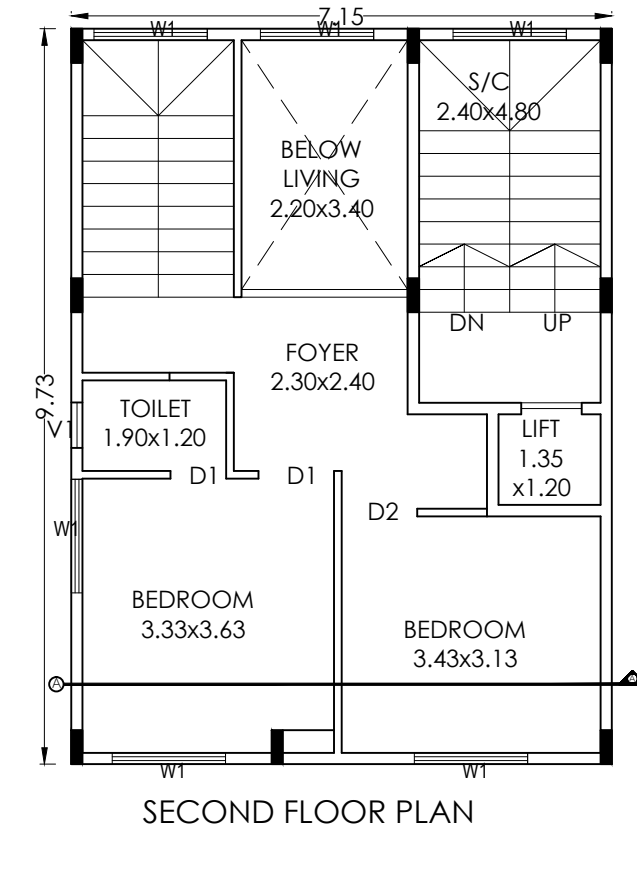 7.15
W1
W1
W1
S/C
2.40x4.80
BELOW
LIVING
2.20x3.40
DN
UP
FOYER
2.30x2.40
9.73
TOILET
1.90x1.20
V1
LIFT
1.35
x1.20
D1
D1
D2
W1
BEDROOM
3.33x3.63
BEDROOM
3.43x3.13
A
A
W1
W1
SECOND FLOOR PLAN